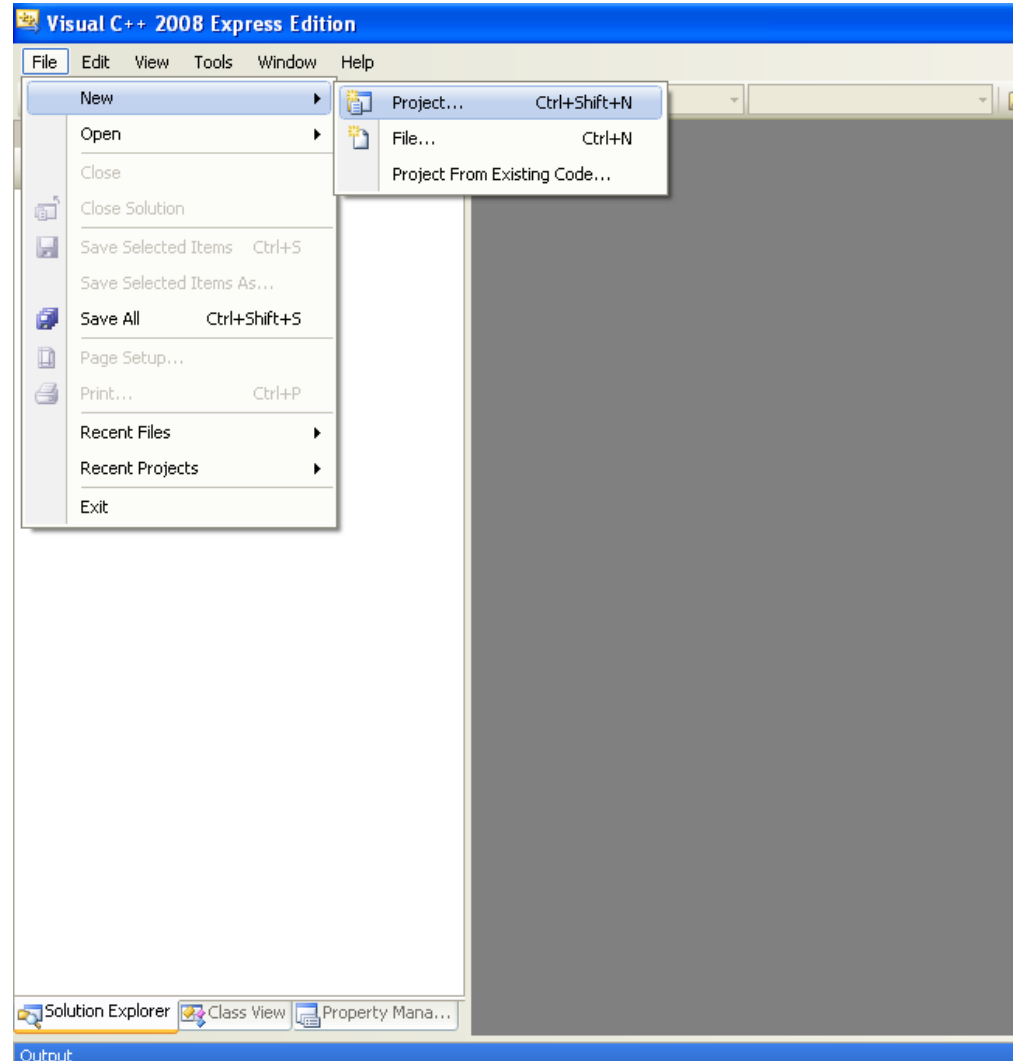 Visual C++ 2008 Express Edition
File Edit View Tools Window Help
New
Project... Ctrl+Shift+N
Open
File... Ctrl+N
Close
Project From Existing Code...
Close Solution
Save Selected Items Ctrl+S
Save Selected Items As...
Save All Ctrl+Shift+S
Page Setup...
Print... Ctrl+P
Recent Files
Recent Projects
Exit
Solution Explorer Class View Property Mana...
Output